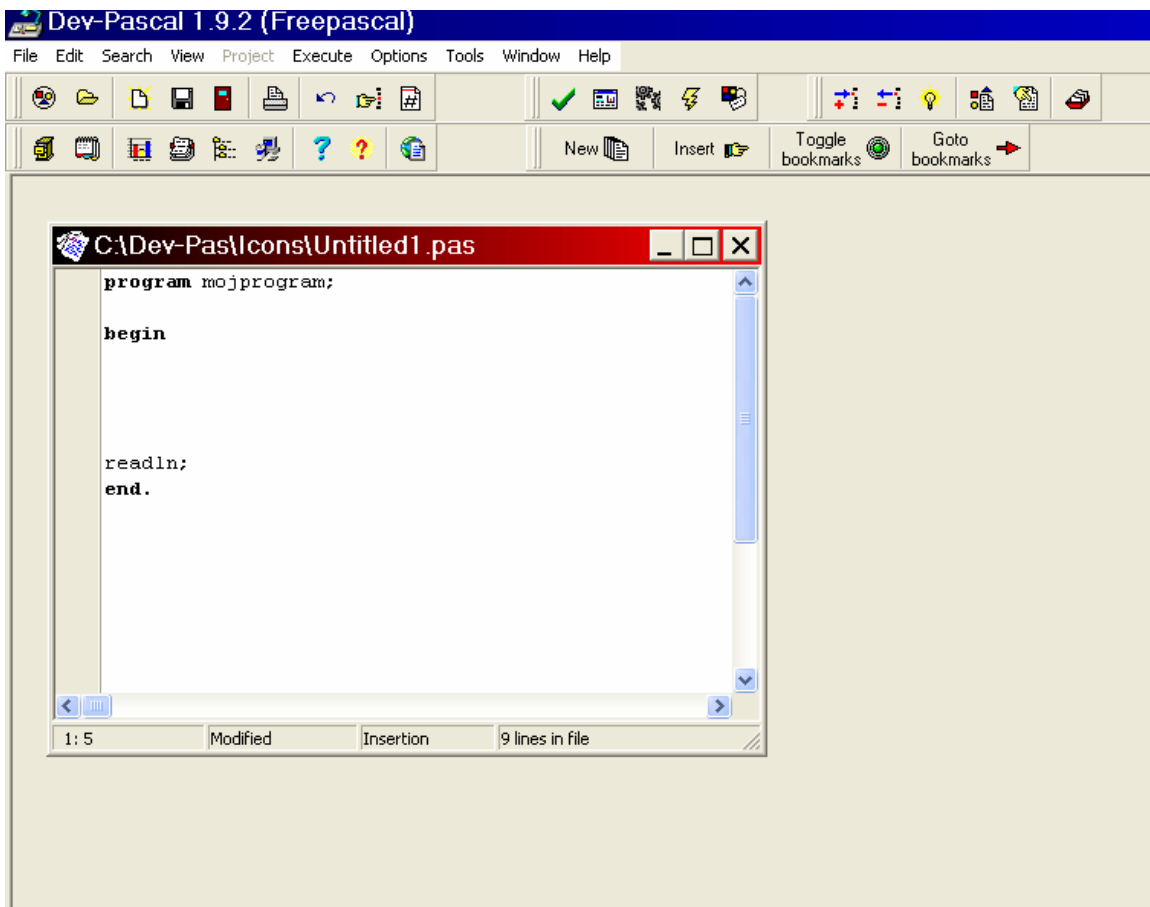 Dev-Pascal 1.9.2 (Freepascal)
File Edit Search View Project Execute Options Tools Window Help
New Insert Toggle bookmarks Goto bookmarks
C:\Dev-Pas\Icons\Untitled1.pas
program mojprogram;
begin
readln;
end.
1: 5 Modified Insertion 9 lines in file